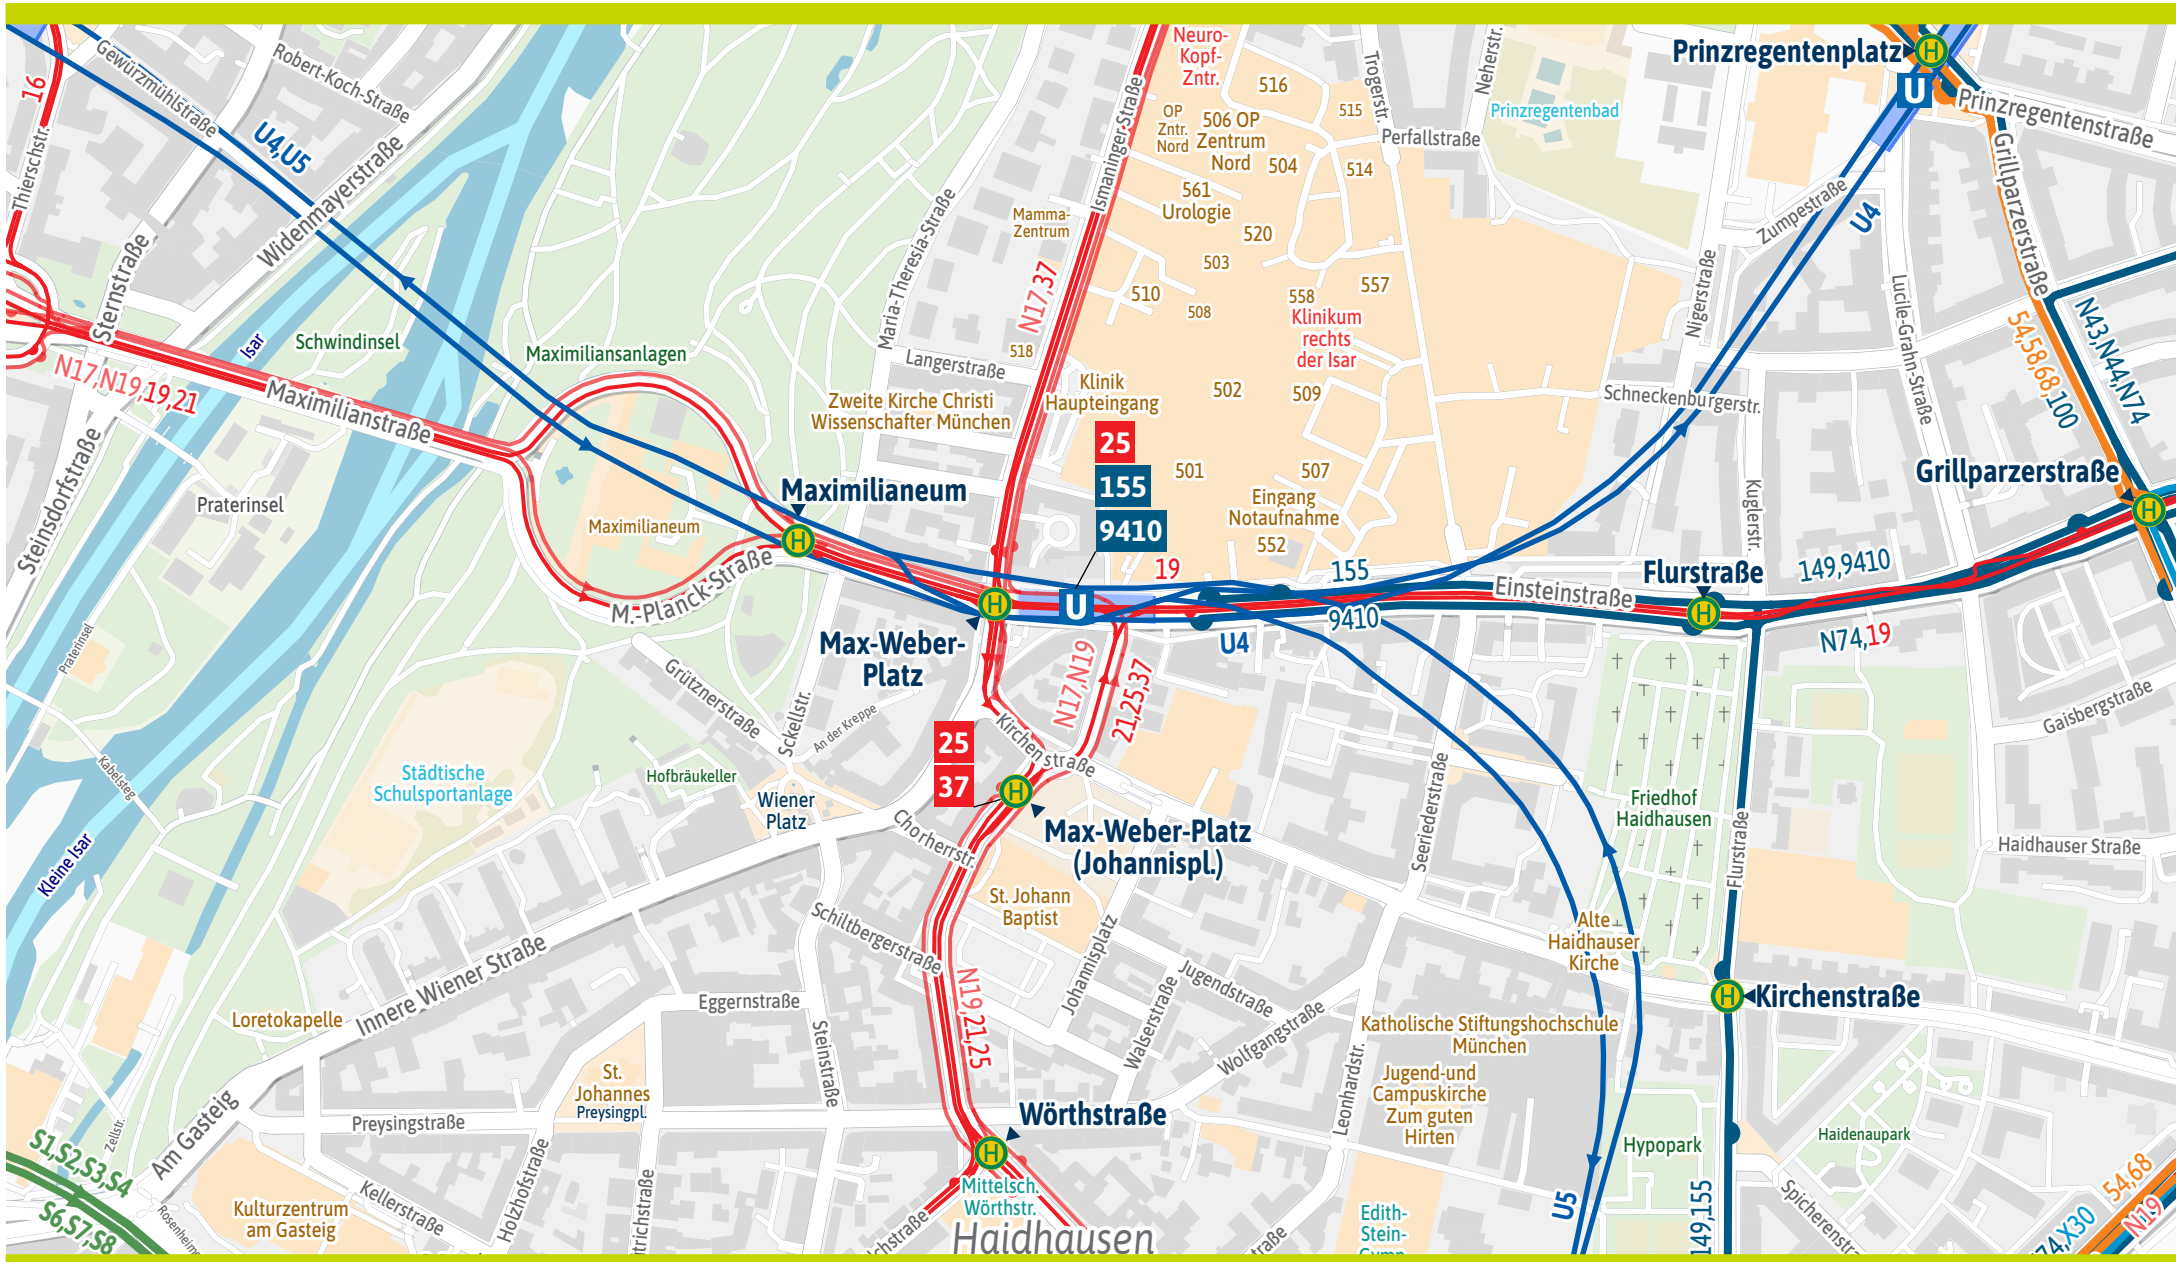 16
Gewürzmühlstraße
Robert-Koch-Straße
Thierschstr.
U4,U5
Widenmayerstraße
Sternstraße
Isar
Schwindinsel
N17,N19,19,21
Maximilianstraße
Maximiliansanlagen
Steinsdorfstraße
Praterinsel
Maximilianeum
Maximilianeum
H
M.-Planck-Straße
Praterinsel
Kabelsteg
Kleine Isar
Städtische
Schulsportanlage
Grütznerstraße
Sckellstr.
An der Kreppe
Hofbräukeller
Wiener
Platz
Maria-Theresia-Straße
Langerstraße
Zweite Kirche Christi
Wissenschafter München
Neuro-
Kopf-
Zntr.
Ismaninger Straße
N17,37
Mamma-
Zentrum
OP
Zntr.
Nord
506 OP
Zentrum
Nord
516
515
504
514
561
Urologie
520
503
510
508
558
557
Klinikum
rechts
der Isar
518
Klinik
Haupteingang
502
509
501
507
Eingang
Notaufnahme
552
25
155
9410
Trogerstr.
Perfallstraße
Neherstr.
Prinzregentenbad
Prinzregentenplatz
H
U
Prinzregentenstraße
Grillparzerstraße
Zumpestraße
U4
Nigerstraße
Lucile-Grahn-Straße
N43,N44,N74
54,58,68,100
Schneckenburgerstr.
Kuglerstr.
Grillparzerstraße
H
Max-Weber-
Platz
H
U
19
155
9410
U4
Einsteinstraße
Flurstraße
H
149,9410
N74,19
N17,N19
21,25,37
Kirchenstraße
25
37
H
Max-Weber-Platz
(Johannispl.)
Chorherrstr.
St. Johann
Baptist
Schiltbergerstraße
Johannisplatz
Seeriederstraße
Friedhof
Haidhausen
Flurstraße
Gaisbergstraße
Haidhauser Straße
Alte
Haidhauser
Kirche
H
Kirchenstraße
Jugendstraße
Walserstraße
Wolfgangstraße
Leonhardstr.
Katholische Stiftungshochschule
München
Jugend-und
Campuskirche
Zum guten
Hirten
N19,21,25
Innere Wiener Straße
Loretokapelle
Eggernstraße
Steinstraße
St.
Johannes
Preysingpl.
Preysingstraße
Am Gasteig
Zellstr.
S1,S2,S3,S4
S6,S7,S8
Rosenheime
Kulturzentrum
am Gasteig
Kellerstraße
Holzhofstraße
trichstraße
Wörthstraße
H
Mittelsch.
Wörthstr.
Haidhausen
chstraße
raße
Edith-
Stein-
Gymn
U5
Hypopark
149,155
Haidenaupark
Spicherenstr
54,68
74,X30
N19